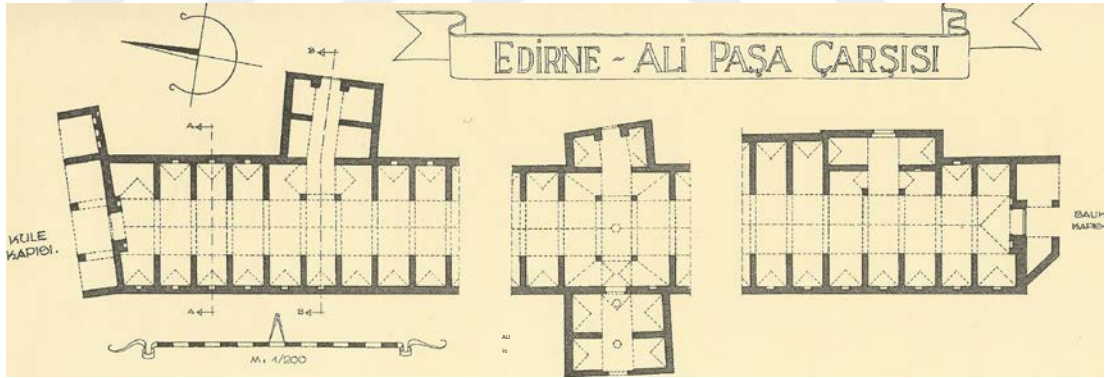 EDİRNE ~ ALİ PAŞA ÇARŞISI
B
B
A
A
KULE
KAPISI.
BALIK
KAPISI
A
A
B
B
M. 1/200
ALI